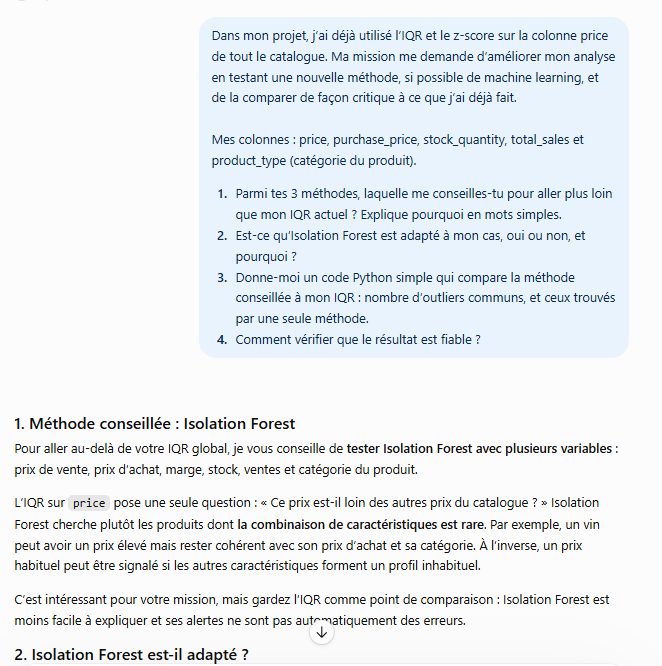 Dans mon projet, j'ai déjà utilisé l'IQR et le z-score sur la colonne price
de tout le catalogue. Ma mission me demande d'améliorer mon analyse
en testant une nouvelle méthode, si possible de machine learning, et
de la comparer de façon critique à ce que j'ai déjà fait.
Mes colonnes : price, purchase_price, stock_quantity, total_sales et
product_type (catégorie du produit).
1. Parmi tes 3 méthodes, laquelle me conseilles-tu pour aller plus loin
que mon IQR actuel ? Explique pourquoi en mots simples.
2. Est-ce qu'Isolation Forest est adapté à mon cas, oui ou non, et
pourquoi ?
3. Donne-moi un code Python simple qui compare la méthode
conseillée à mon IQR : nombre d'outliers communs, et ceux trouvés
par une seule méthode.
4. Comment vérifier que le résultat est fiable ?
1. Méthode conseillée : Isolation Forest
Pour aller au-delà de votre IQR global, je vous conseille de tester Isolation Forest avec plusieurs variables :
prix de vente, prix d'achat, marge, stock, ventes et catégorie du produit.
L'IQR sur price pose une seule question : « Ce prix est-il loin des autres prix du catalogue ? » Isolation
Forest cherche plutôt les produits dont la combinaison de caractéristiques est rare. Par exemple, un vin
peut avoir un prix élevé mais rester cohérent avec son prix d'achat et sa catégorie. À l'inverse, un prix
habituel peut être signalé si les autres caractéristiques forment un profil inhabituel.
C'est intéressant pour votre mission, mais gardez l'IQR comme point de comparaison : Isolation Forest est
moins facile à expliquer et ses alertes ne sont pas automatiquement des erreurs.
2. Isolation Forest est-il adapté ?